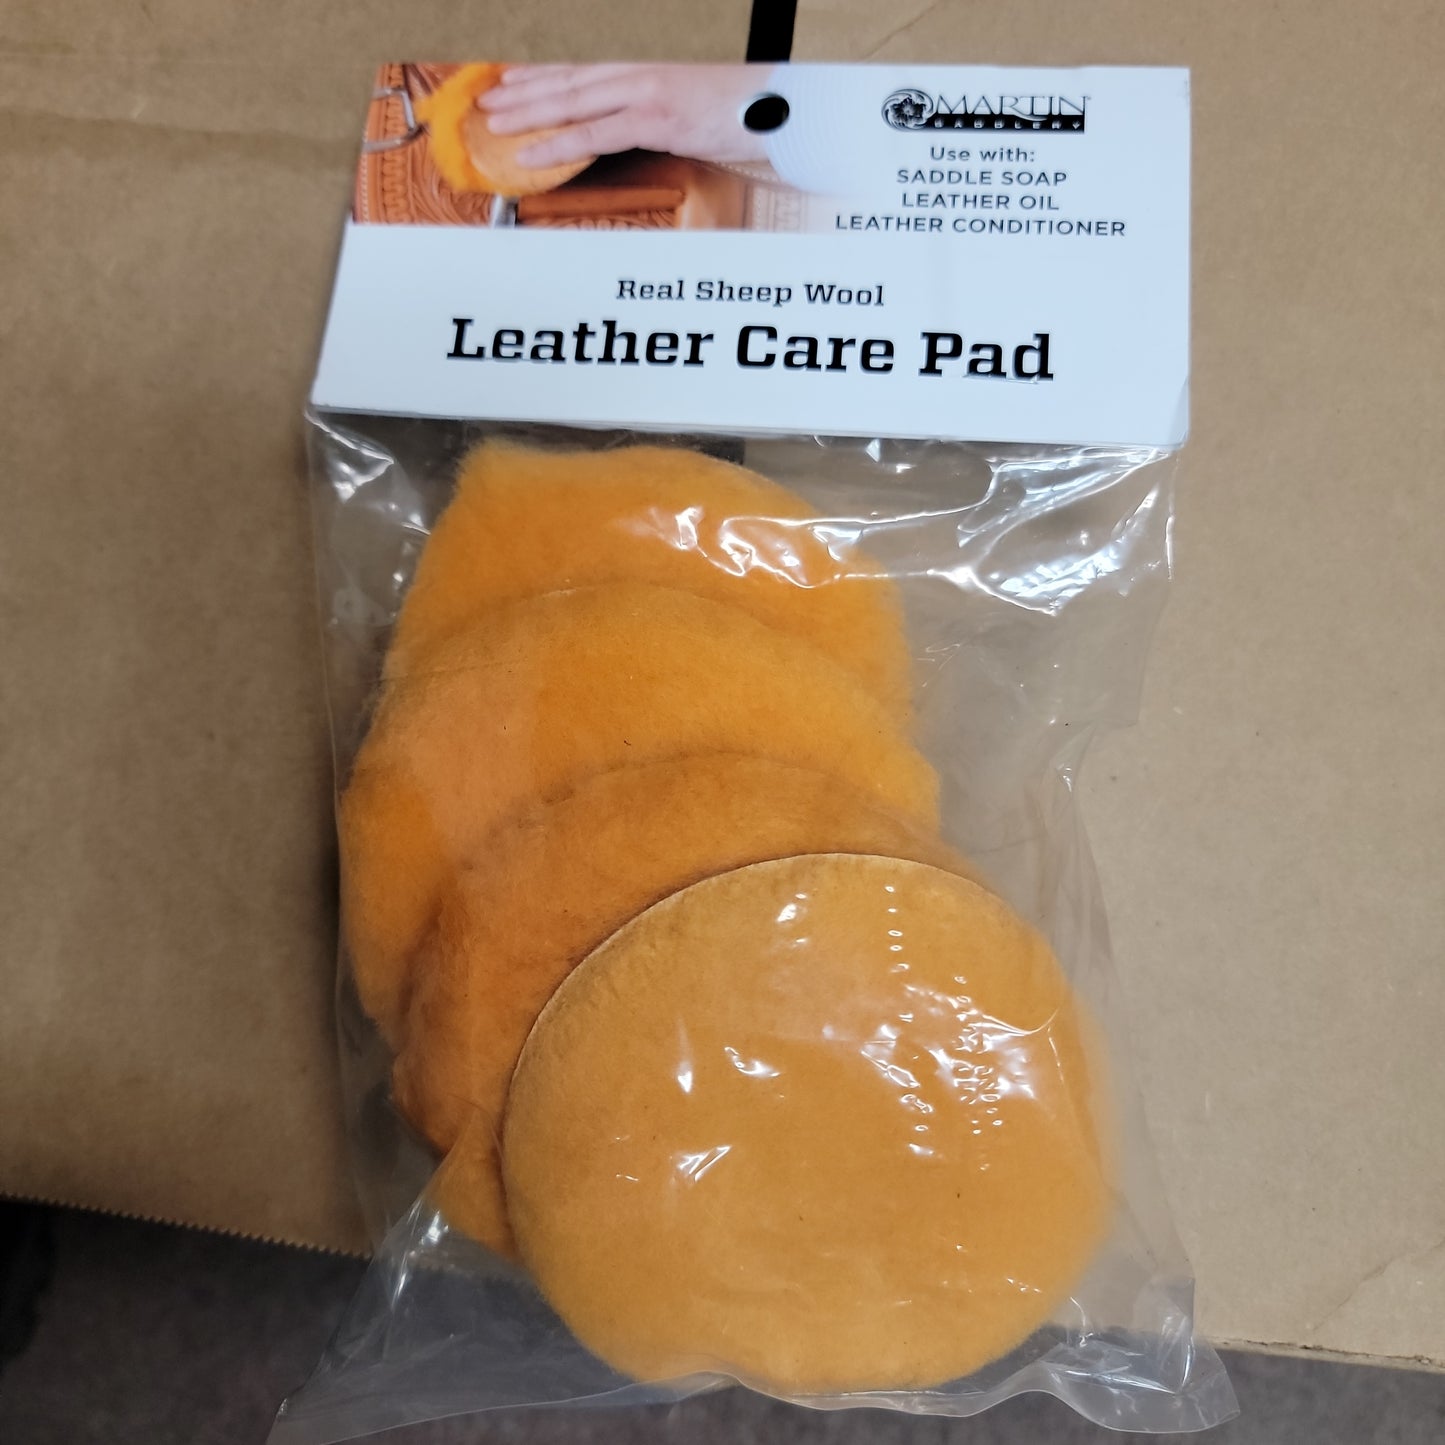 MARTIN
SADDLERY
Use with:
SADDLE SOAP
LEATHER OIL
LEATHER CONDITIONER
Real Sheep Wool
Leather Care Pad